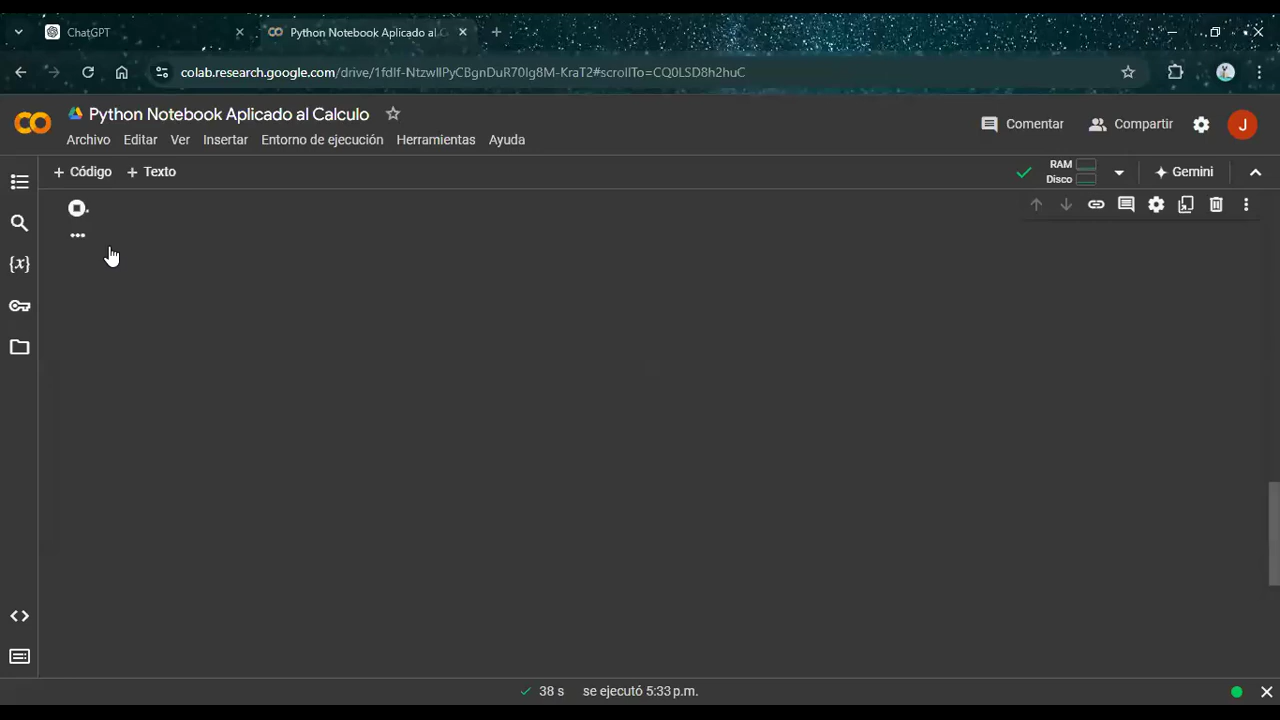 ChatGPT
Python Notebook Aplicado al C
colab.research.google.com/drive/1fdIf-NtzwllPyCBgnDuR70lg8M-KraT2#scrollTo=CQ0LSD8h2huC
Python Notebook Aplicado al Calculo
Comentar
Compartir
J
Archivo Editar Ver Insertar Entorno de ejecución Herramientas Ayuda
+ Código + Texto
RAM
Disco
Gemini
{x}
38 s se ejecutó 5:33 p.m.